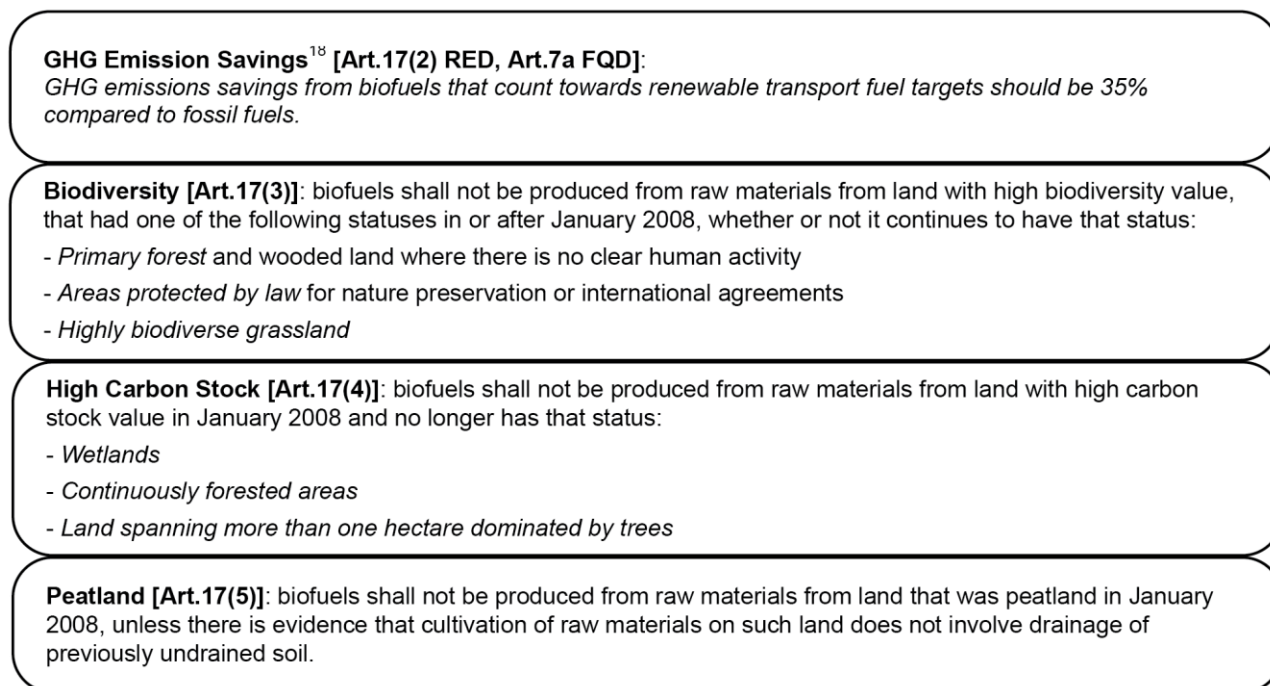 GHG Emission Savings18 [Art.17(2) RED, Art.7a FQD]:
GHG emissions savings from biofuels that count towards renewable transport fuel targets should be 35%
compared to fossil fuels.
Biodiversity [Art.17(3)]: biofuels shall not be produced from raw materials from land with high biodiversity value,
that had one of the following statuses in or after January 2008, whether or not it continues to have that status:
- Primary forest and wooded land where there is no clear human activity
- Areas protected by law for nature preservation or international agreements
- Highly biodiverse grassland
High Carbon Stock [Art.17(4)]: biofuels shall not be produced from raw materials from land with high carbon
stock value in January 2008 and no longer has that status:
- Wetlands
- Continuously forested areas
- Land spanning more than one hectare dominated by trees
Peatland [Art.17(5)]: biofuels shall not be produced from raw materials from land that was peatland in January
2008, unless there is evidence that cultivation of raw materials on such land does not involve drainage of
previously undrained soil.